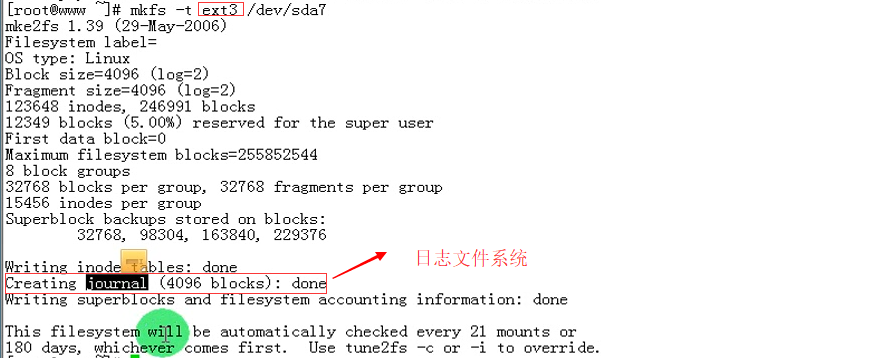 [root@www ~]# mkfs -t ext3 /dev/sda7
mke2fs 1.39 (29-May-2006)
Filesystem label=
OS type: Linux
Block size=4096 (log=2)
Fragment size=4096 (log=2)
123648 inodes, 246991 blocks
12349 blocks (5.00%) reserved for the super user
First data block=0
Maximum filesystem blocks=255852544
8 block groups
32768 blocks per group, 32768 fragments per group
15456 inodes per group
Superblock backups stored on blocks:
32768, 98304, 163840, 229376
日志文件系统
Writing inode tables: done
Creating journal (4096 blocks): done
Writing superblocks and filesystem accounting information: done
This filesystem will be automatically checked every 21 mounts or
180 days, whichever comes first. Use tune2fs -c or -i to override.